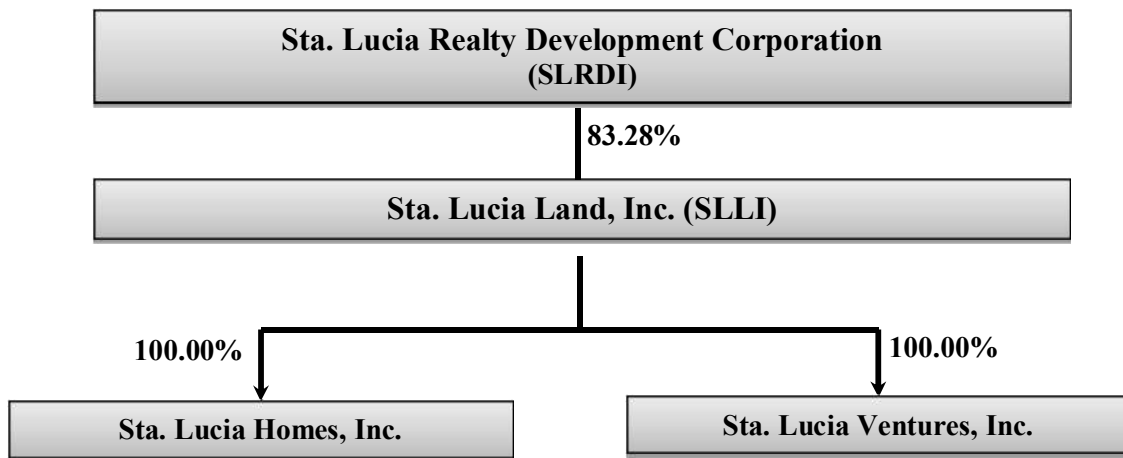 Sta. Lucia Realty Development Corporation
(SLRDI)
83.28%
Sta. Lucia Land, Inc. (SLLI)
100.00%
100.00%
Sta. Lucia Homes, Inc.
Sta. Lucia Ventures, Inc.